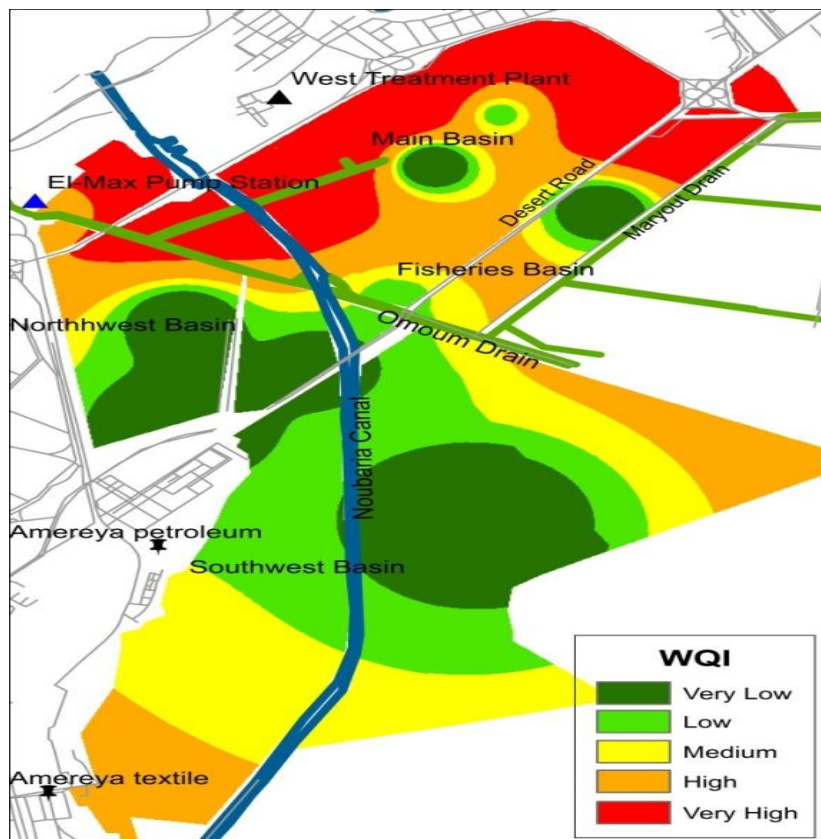 West Treatment Plant
Main Basin
El-Max Pump Station
Desert Road
Maryout Drain
Fisheries Basin
Northhwest Basin
Omoum Drain
Noubaria Canal
Amereya petroleum
Southwest Basin
Amereya textile
WQI
Very Low
Low
Medium
High
Very High